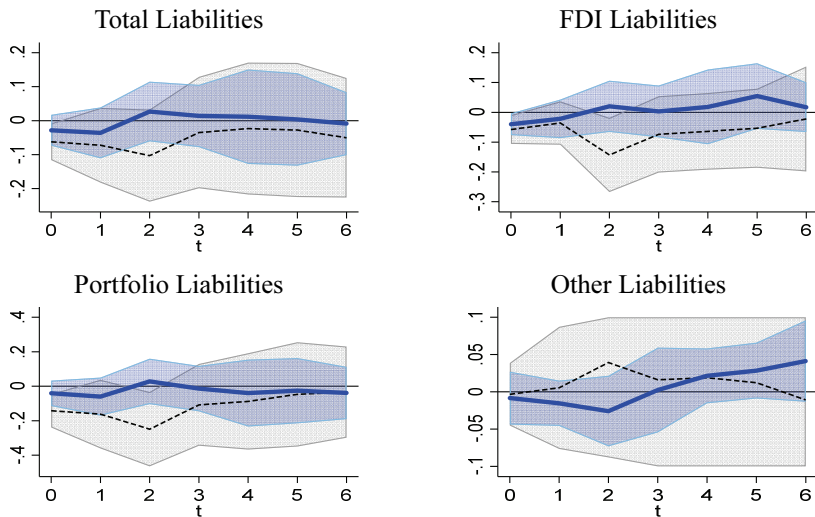 Total Liabilities
.2
.1
0
-.1
-.2
0 1 2 3 4 5 6
t
FDI Liabilities
.2
.1
0
-.1
-.2
-.3
0 1 2 3 4 5 6
t
Portfolio Liabilities
.4
.2
0
-.2
-.4
0 1 2 3 4 5 6
t
Other Liabilities
.1
.05
0
-.05
-.1
0 1 2 3 4 5 6
t